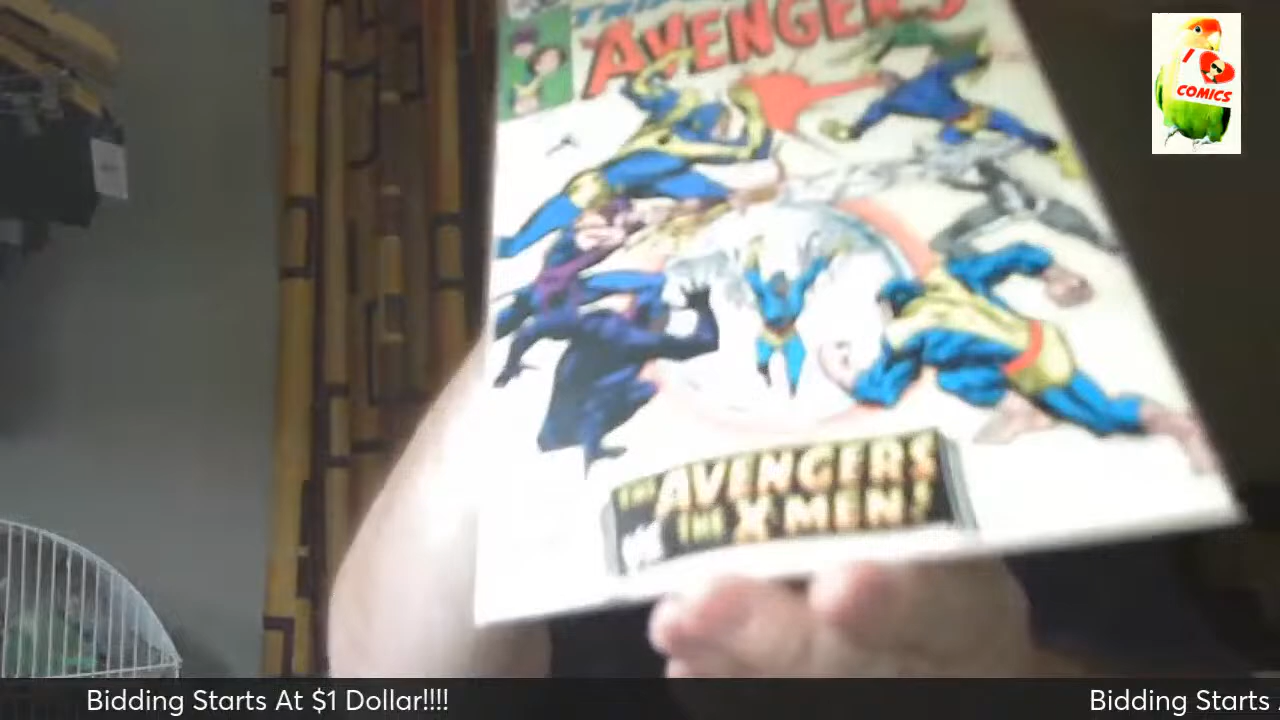 AVENGERS
I
COMICS
THE AVENGERS
VS THE X-MEN!
Bidding Starts At $1 Dollar!!!!
Bidding Starts